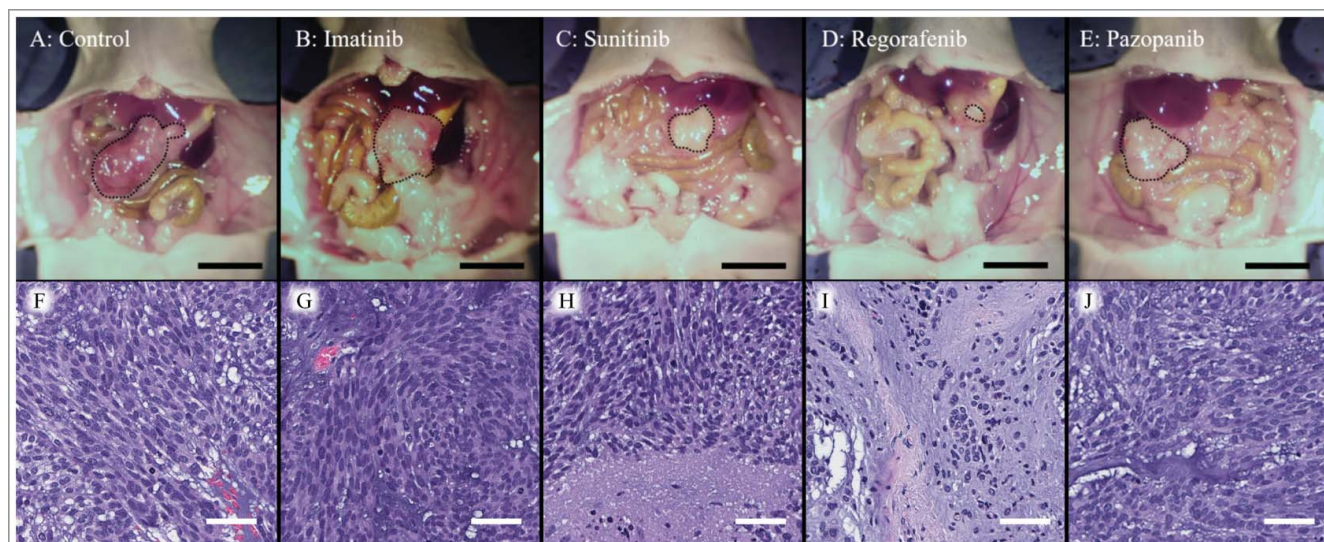 A: Control
B: Imatinib
C: Sunitinib
D: Regorafenib
E: Pazopanib
F
G
H
I
J